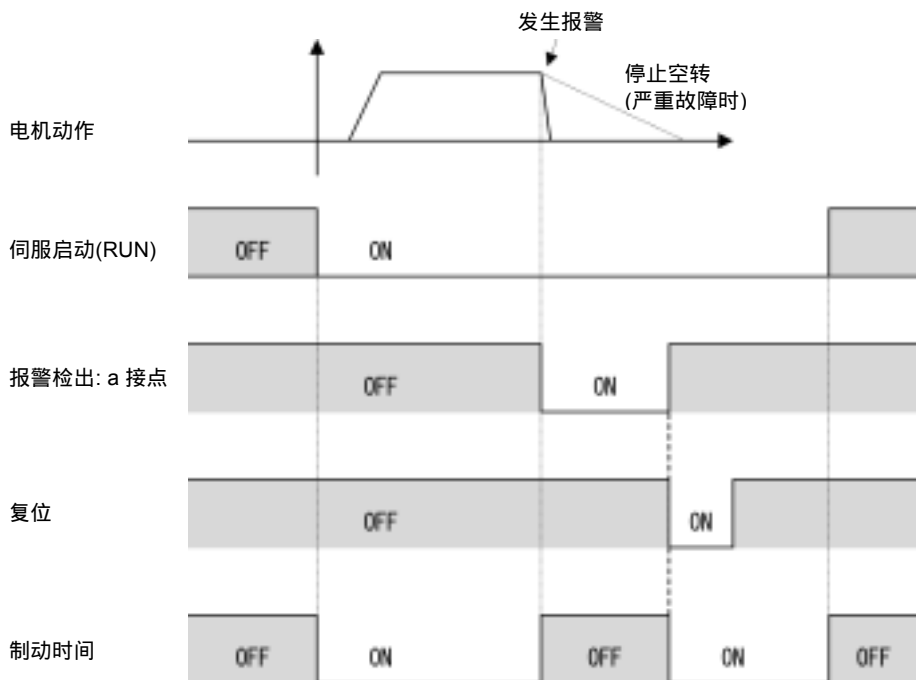 发生报警
停止空转
(严重故障时)
电机动作
伺服启动(RUN)
OFF
ON
报警检出: a 接点
OFF
ON
复位
OFF
ON
制动时间
OFF
ON
OFF
ON
OFF